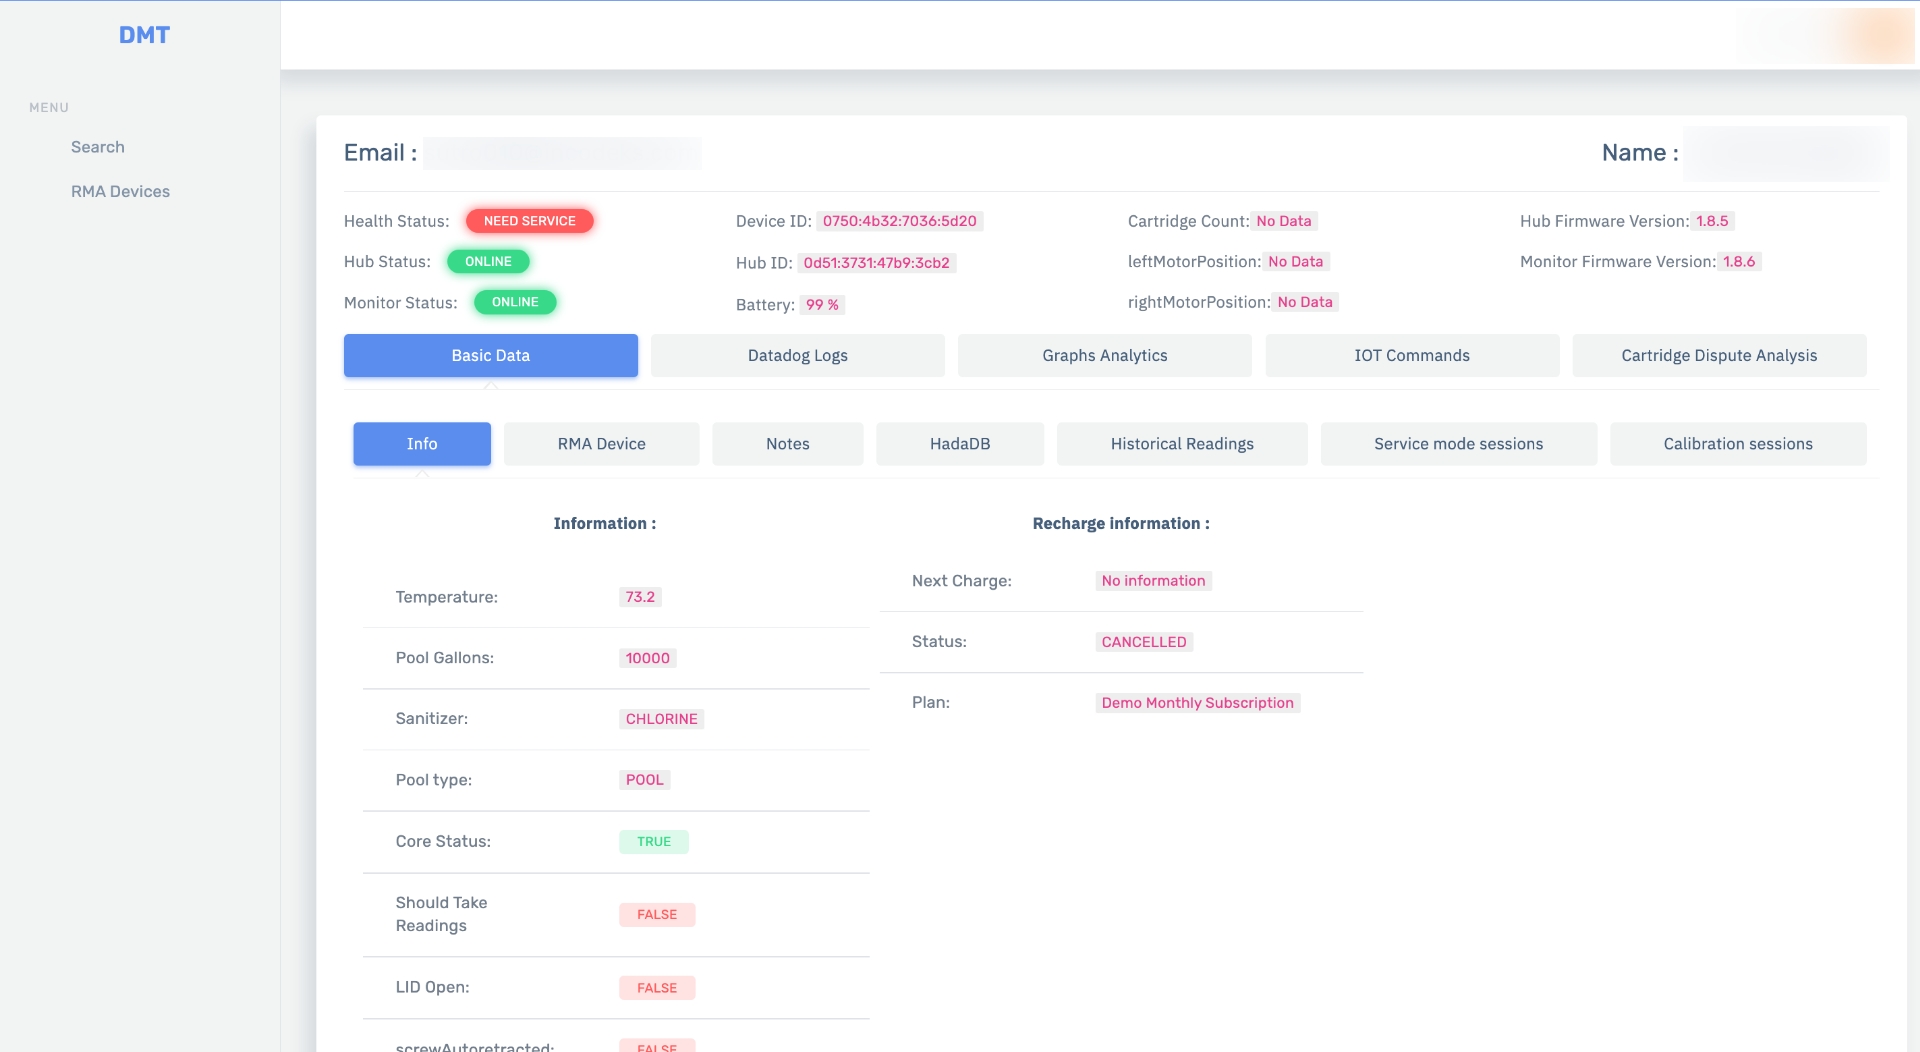 DMT
MENU
Search
RMA Devices
Email :
Name :
Health Status: NEED SERVICE
Hub Status: ONLINE
Monitor Status: ONLINE
Device ID: 0750:4b32:7036:5d20
Hub ID: 0d51:3731:47b9:3cb2
Battery: 99 %
Cartridge Count: No Data
leftMotorPosition: No Data
rightMotorPosition: No Data
Hub Firmware Version: 1.8.5
Monitor Firmware Version: 1.8.6
Basic Data
Datadog Logs
Graphs Analytics
IOT Commands
Cartridge Dispute Analysis
Info
RMA Device
Notes
HadaDB
Historical Readings
Service mode sessions
Calibration sessions
Information :
Temperature: 73.2
Pool Gallons: 10000
Sanitizer: CHLORINE
Pool type: POOL
Core Status: TRUE
Should Take
Readings FALSE
LID Open: FALSE
screwAutoretracted: FALSE
Recharge information :
Next Charge: No information
Status: CANCELLED
Plan: Demo Monthly Subscription